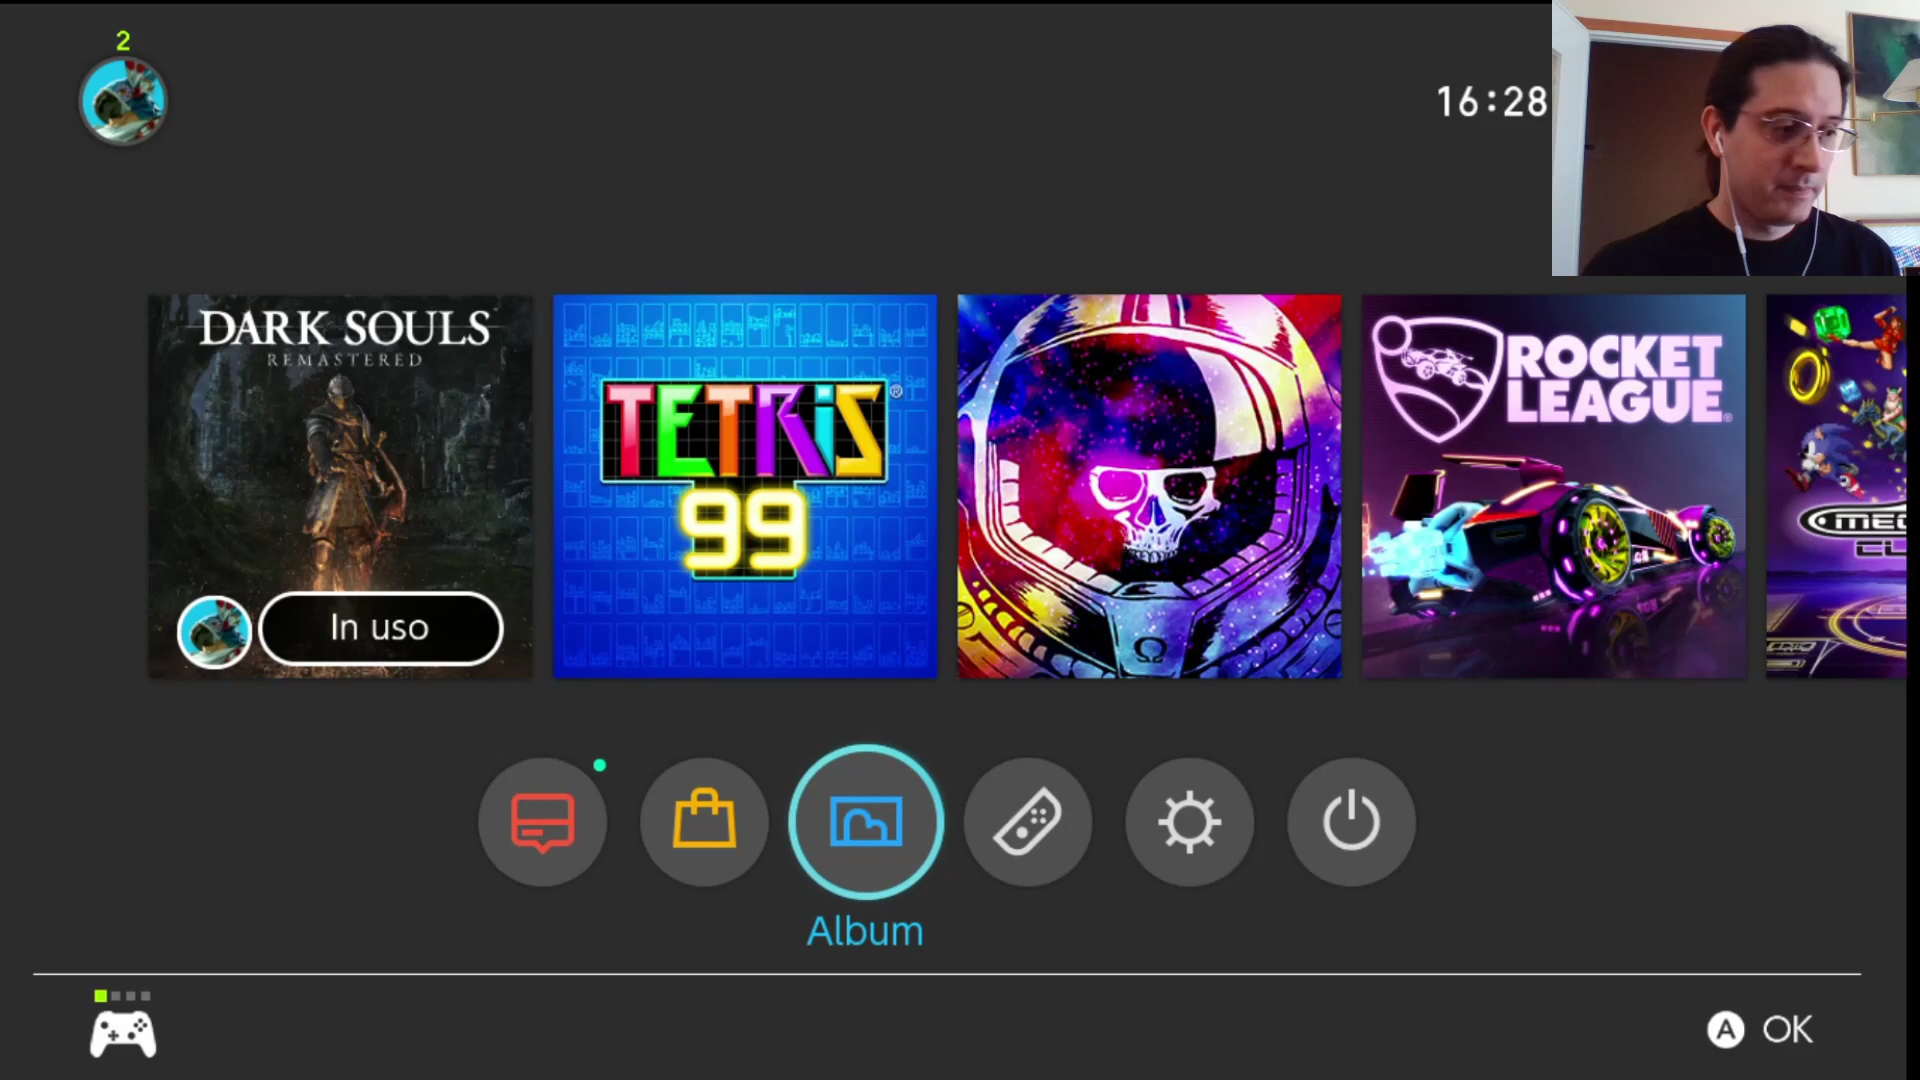 2
16:28
DARK SOULS
REMASTERED
TETRIS®
99
ROCKET
LEAGUE
In uso
Ω
Album
A OK